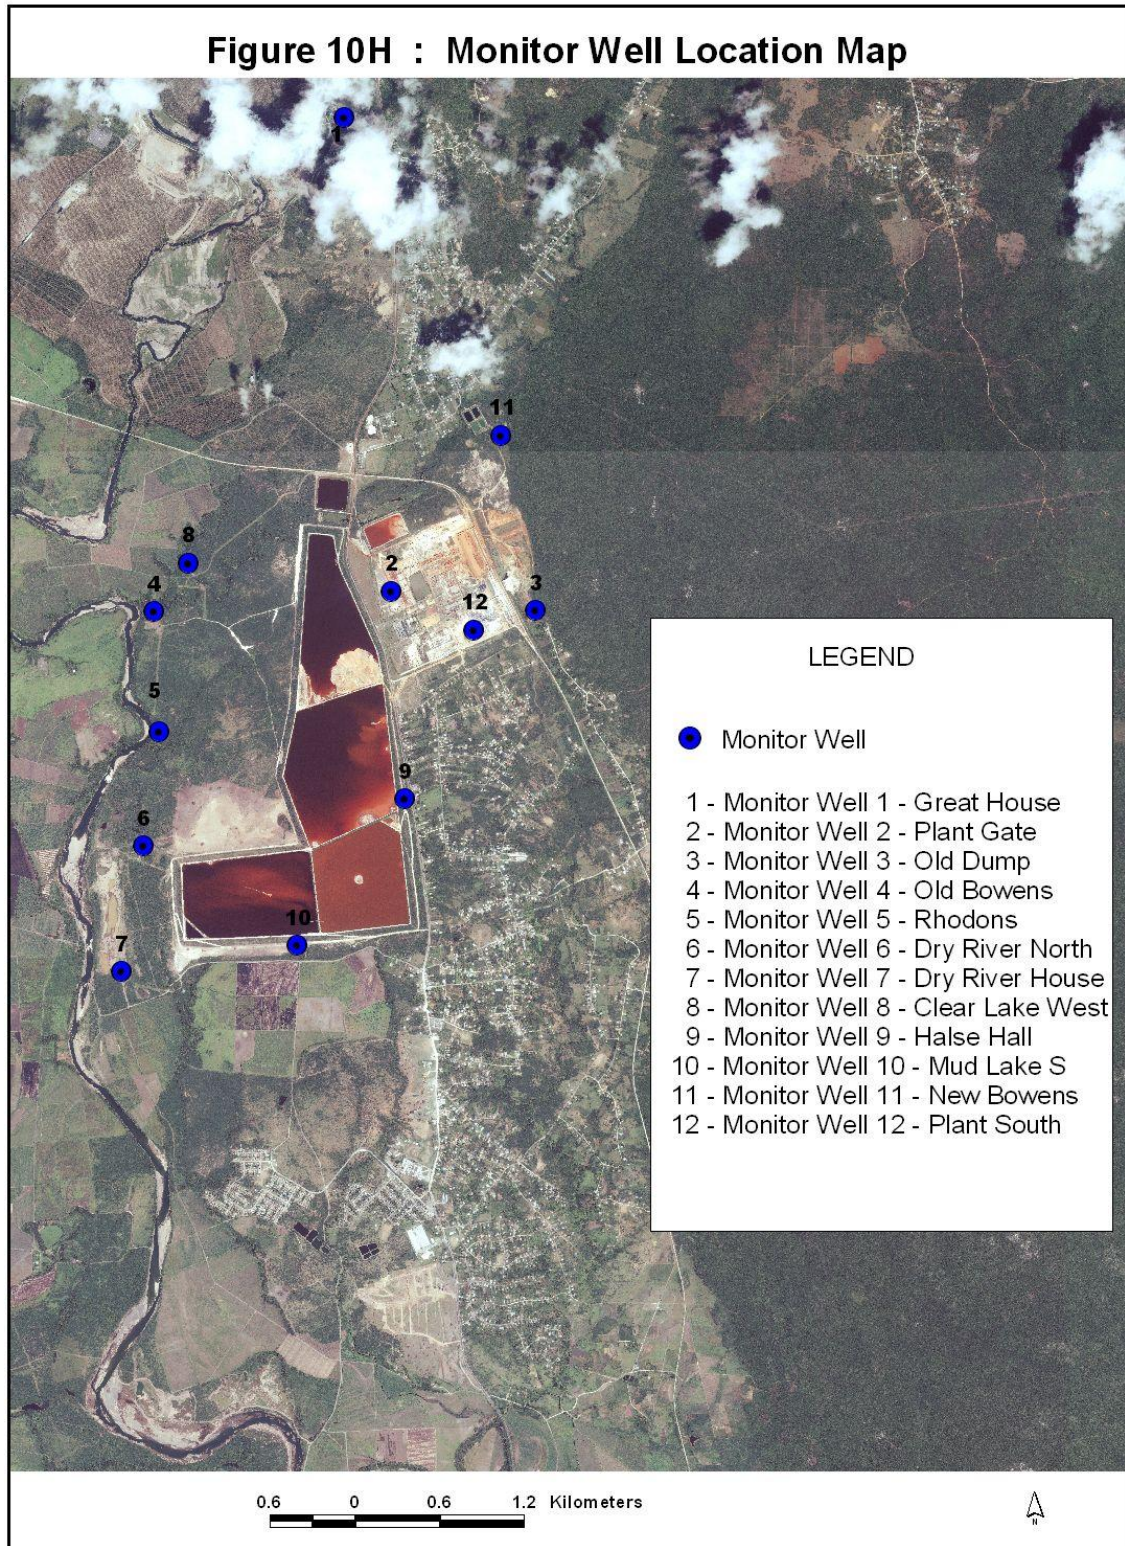 Figure 10H : Monitor Well Location Map
1
11
8
2
4
3
12
5
9
6
10
7
LEGEND
Monitor Well
1 - Monitor Well 1 - Great House
2 - Monitor Well 2 - Plant Gate
3 - Monitor Well 3 - Old Dump
4 - Monitor Well 4 - Old Bowens
5 - Monitor Well 5 - Rhodons
6 - Monitor Well 6 - Dry River North
7 - Monitor Well 7 - Dry River House
8 - Monitor Well 8 - Clear Lake West
9 - Monitor Well 9 - Halse Hall
10 - Monitor Well 10 - Mud Lake S
11 - Monitor Well 11 - New Bowens
12 - Monitor Well 12 - Plant South
0.6 0 0.6 1.2 Kilometers
N